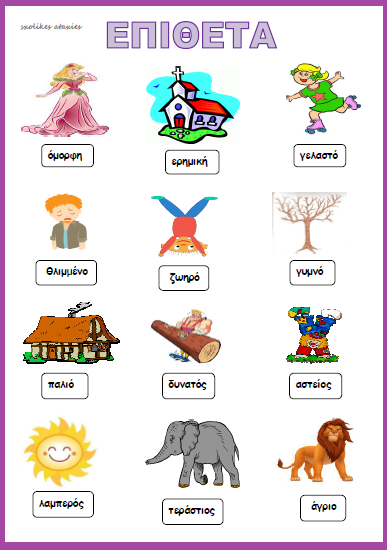 sxolikes ataxies
ΕΠΙΘΕΤΑ
όμορφη
ερημική
γελαστό
θλιμμένο
ζωηρό
γυμνό
παλιό
δυνατός
αστείος
λαμπερός
τεράστιος
άγριο